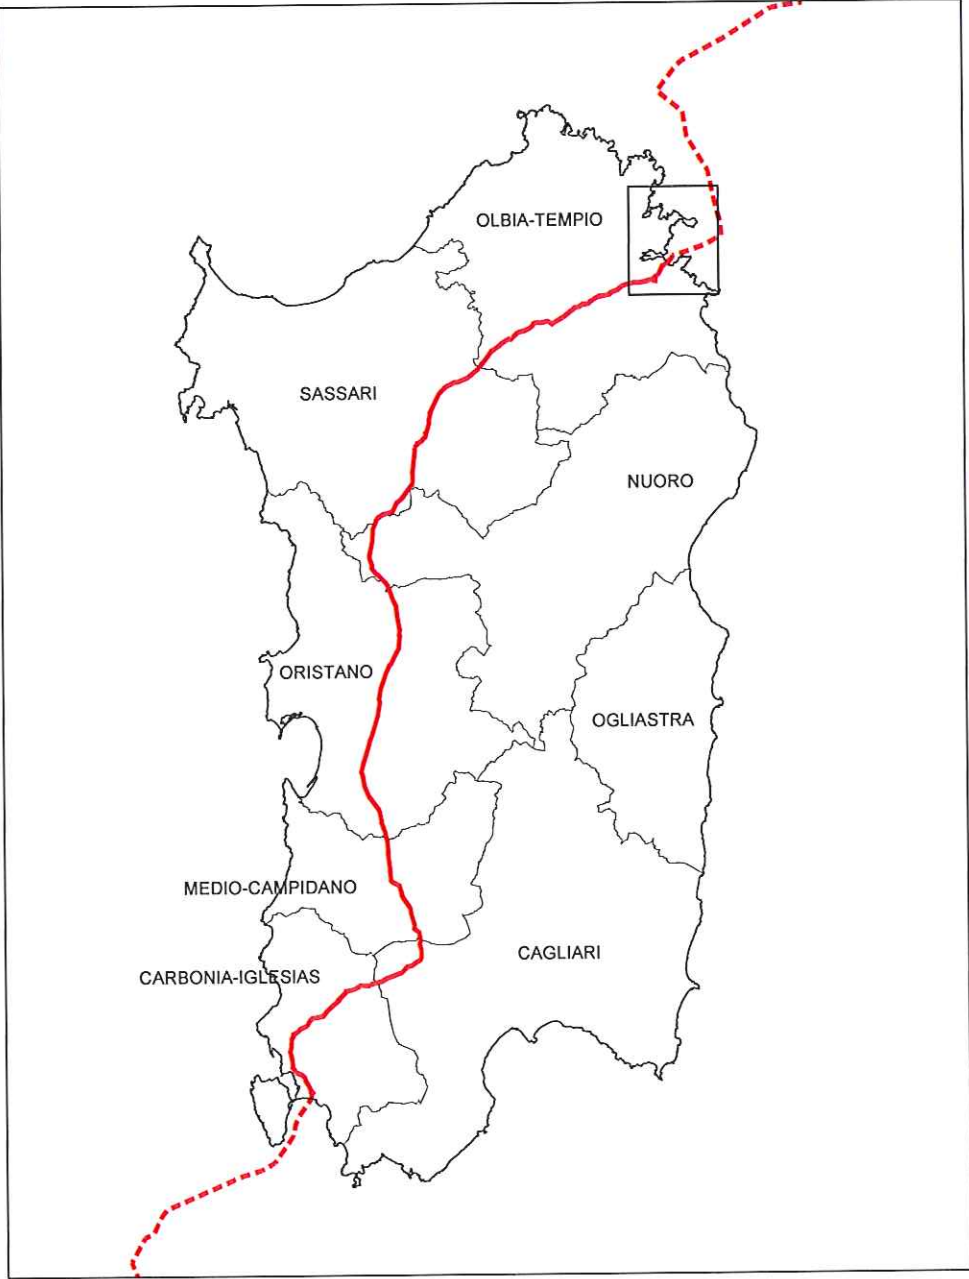 OLBIA-TEMPIO
SASSARI
NUORO
ORISTANO
OGLIASTRA
MEDIO-CAMPIDANO
CAGLIARI
CARBONIA-IGLESIAS